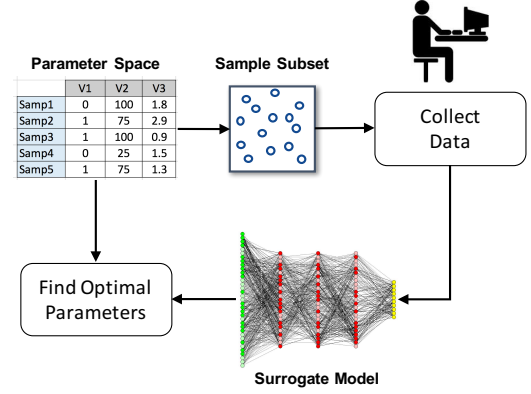 Parameter Space
V1 V2 V3
Samp1 0 100 1.8
Samp2 1 75 2.9
Samp3 1 100 0.9
Samp4 0 25 1.5
Samp5 1 75 1.3
Sample Subset
Collect
Data
Find Optimal
Parameters
Surrogate Model